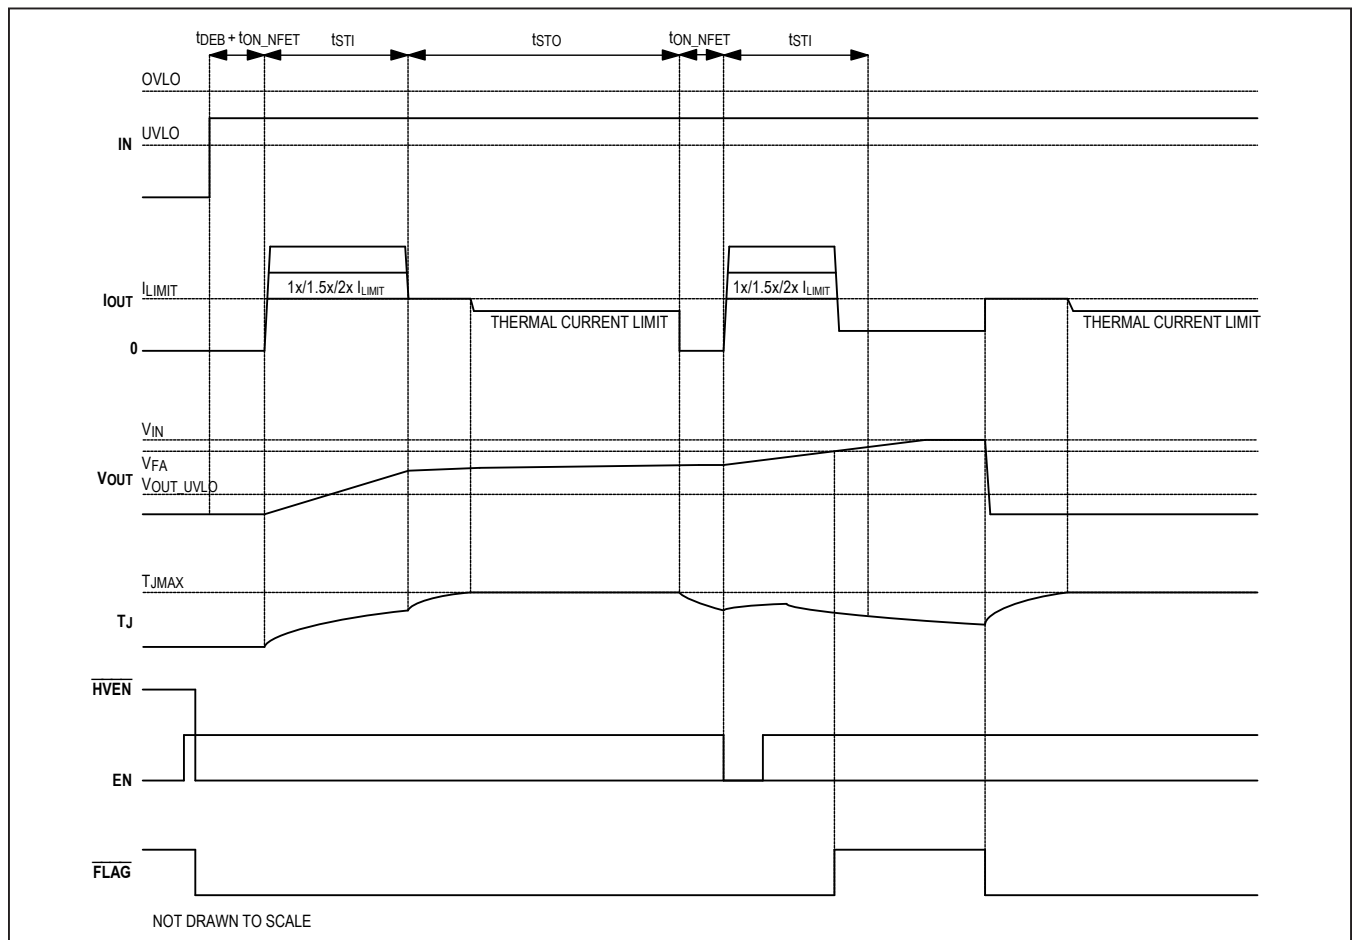 tDEB + tON_NFET tSTI tSTO tON_NFET tSTI
OVLO
UVLO
IN
ILIMIT
1x/1.5x/2x ILIMIT 1x/1.5x/2x ILIMIT
IOUT
THERMAL CURRENT LIMIT THERMAL CURRENT LIMIT
0
VIN
VFA
VOUT
VOUT_UVLO
TJMAX
TJ
HVEN
EN
FLAG
NOT DRAWN TO SCALE